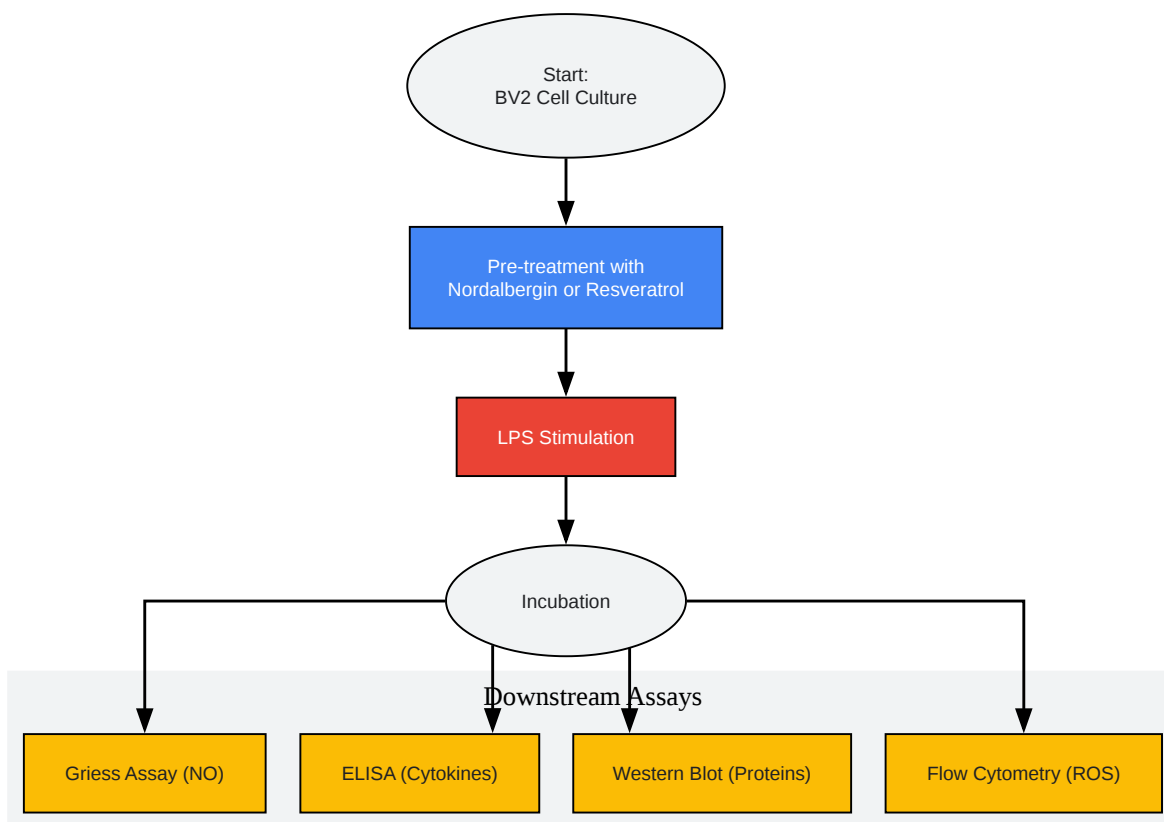 Start:
BV2 Cell Culture
Pre-treatment with
Nordalbergin or Resveratrol
LPS Stimulation
Incubation
Downstream Assays
Griess Assay (NO)
ELISA (Cytokines)
Western Blot (Proteins)
Flow Cytometry (ROS)